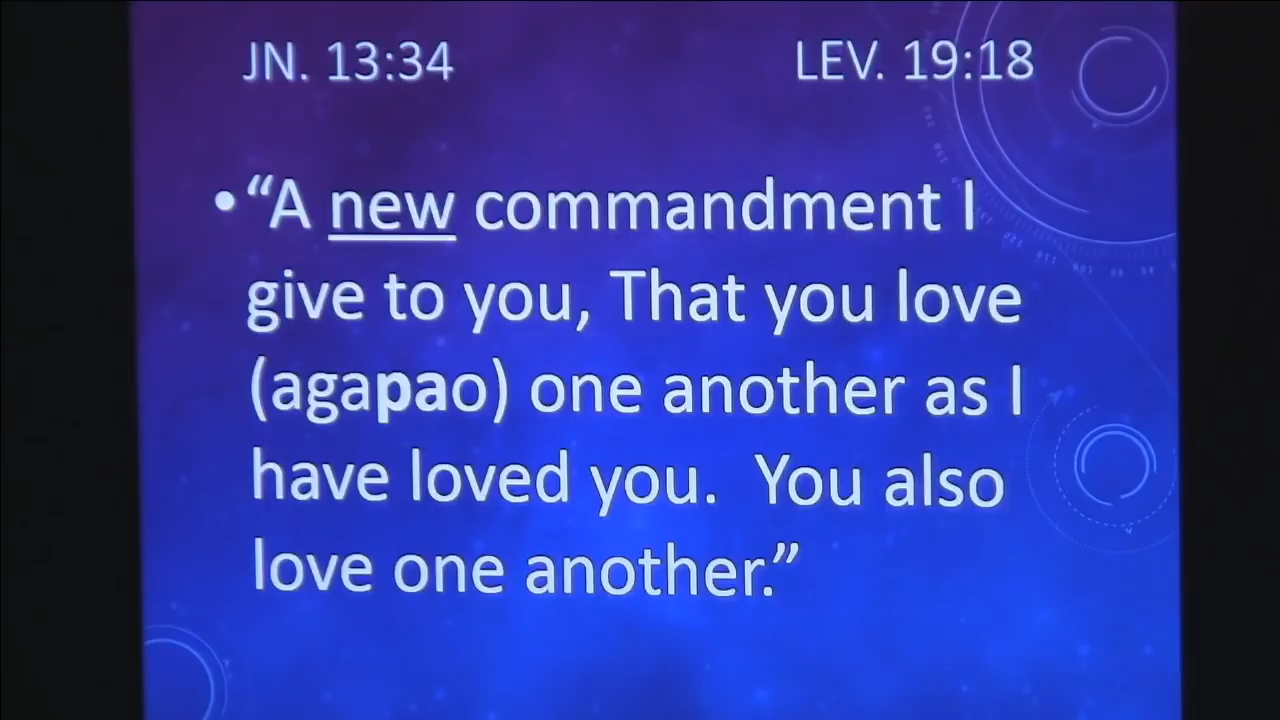 JN. 13:34 LEV. 19:18
•“A new commandment I
give to you, That you love
(agapao) one another as I
have loved you. You also
love one another.”